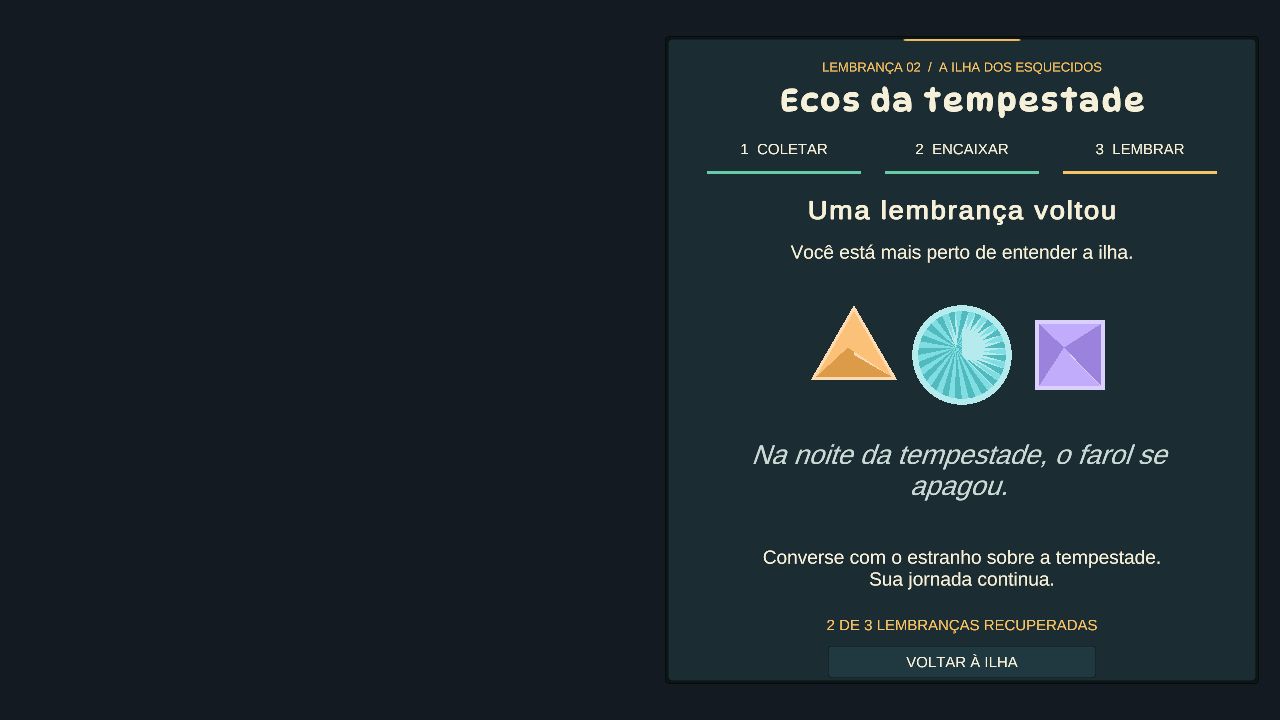 LEMBRANÇA 02 / A ILHA DOS ESQUECIDOS
Ecos da tempestade
1 COLETAR
2 ENCAIXAR
3 LEMBRAR
Uma lembrança voltou
Você está mais perto de entender a ilha.
Na noite da tempestade, o farol se
apagou.
Converse com o estranho sobre a tempestade.
Sua jornada continua.
2 DE 3 LEMBRANÇAS RECUPERADAS
VOLTAR À ILHA